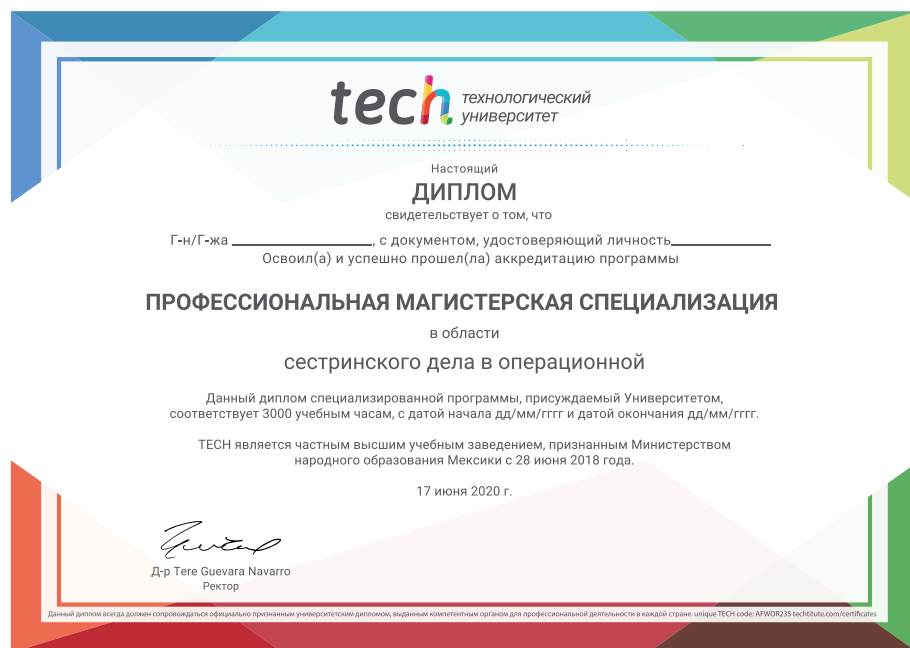 tech технологический
университет
Настоящий
ДИПЛОМ
свидетельствует о том, что
Г-н/Г-жа ____________, с документом, удостоверяющий личность____________
Освоил(а) и успешно прошел(ла) аккредитацию программы
ПРОФЕССИОНАЛЬНАЯ МАГИСТЕРСКАЯ СПЕЦИАЛИЗАЦИЯ
в области
сестринского дела в операционной
Данный диплом специализированной программы, присуждаемый Университетом,
соответствует 3000 учебным часам, с датой начала дд/мм/гггг и датой окончания дд/мм/гггг.
TECH является частным высшим учебным заведением, признанным Министерством
народного образования Мексики с 28 июня 2018 года.
17 июня 2020 г.
Д-р Tere Guevara Navarro
Ректор
Данный диплом всегда должен сопровождаться официально признанным университетским дипломом, выданным компетентным органом для профессиональной деятельности в каждой стране. unique TECH code: AFWOR23S techtitute.com/certificates